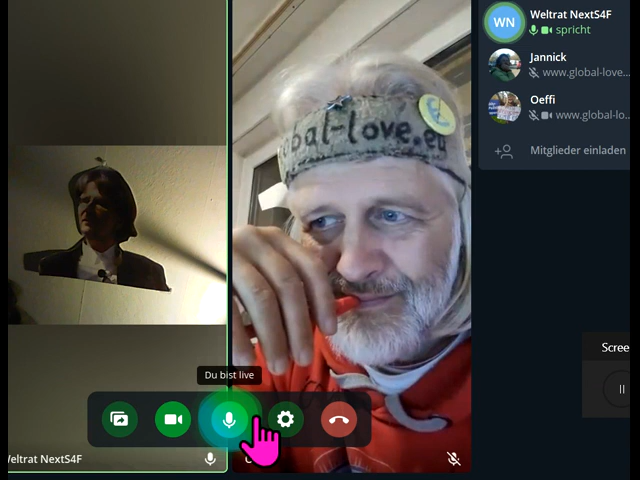 Weltrat NextS4F
WN
spricht
Jannick
www.global-love...
Oeffi
www.global-lo...
Mitglieder einladen
bal-love.eu
Scree
Du bist live
Weltrat NextS4F